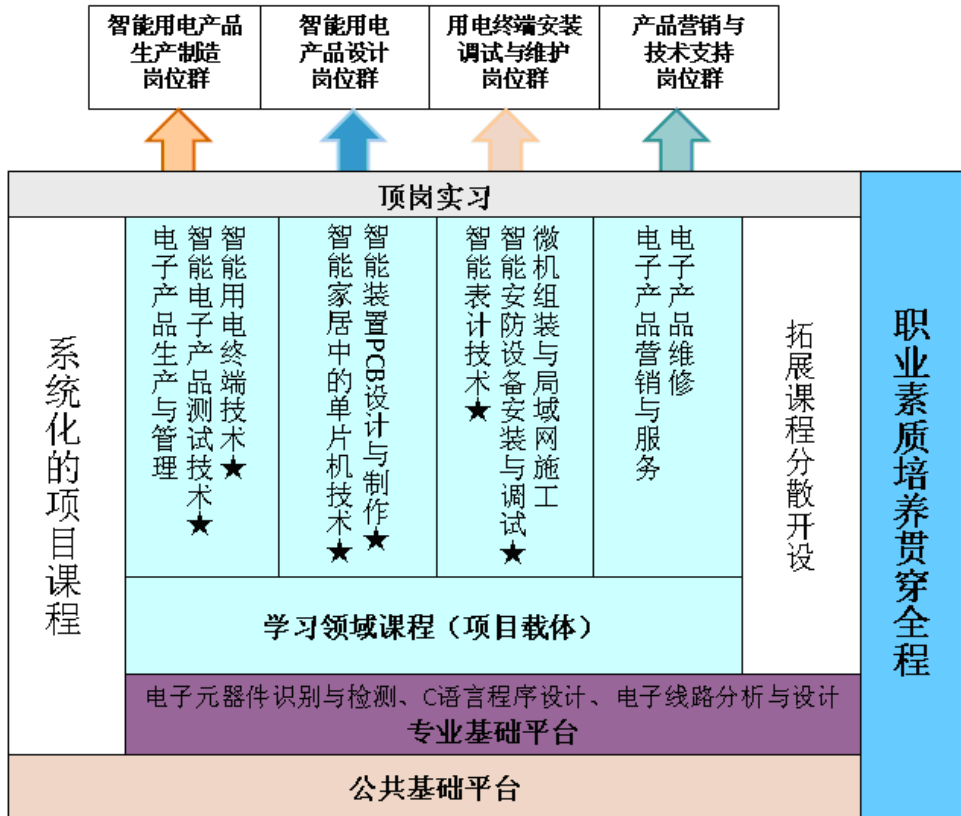 智能用电产品
生产制造
岗位群
智能用电
产品设计
岗位群
用电终端安装
调试与维护
岗位群
产品营销与
技术支持
岗位群
顶岗实习
系统化的项目课程
电子产品生产与管理
智能电子产品测试技术★
智能用电终端技术★
智能家居中的单片机技术★
智能装置PCB设计与制作★
智能表计技术★
智能安防设备安装与调试★
微机组装与局域网施工
电子产品营销与服务
电子产品维修
拓展课程分散开设
职业素质培养贯穿全程
学习领域课程（项目载体）
电子元器件识别与检测、C语言程序设计、电子线路分析与设计
专业基础平台
公共基础平台